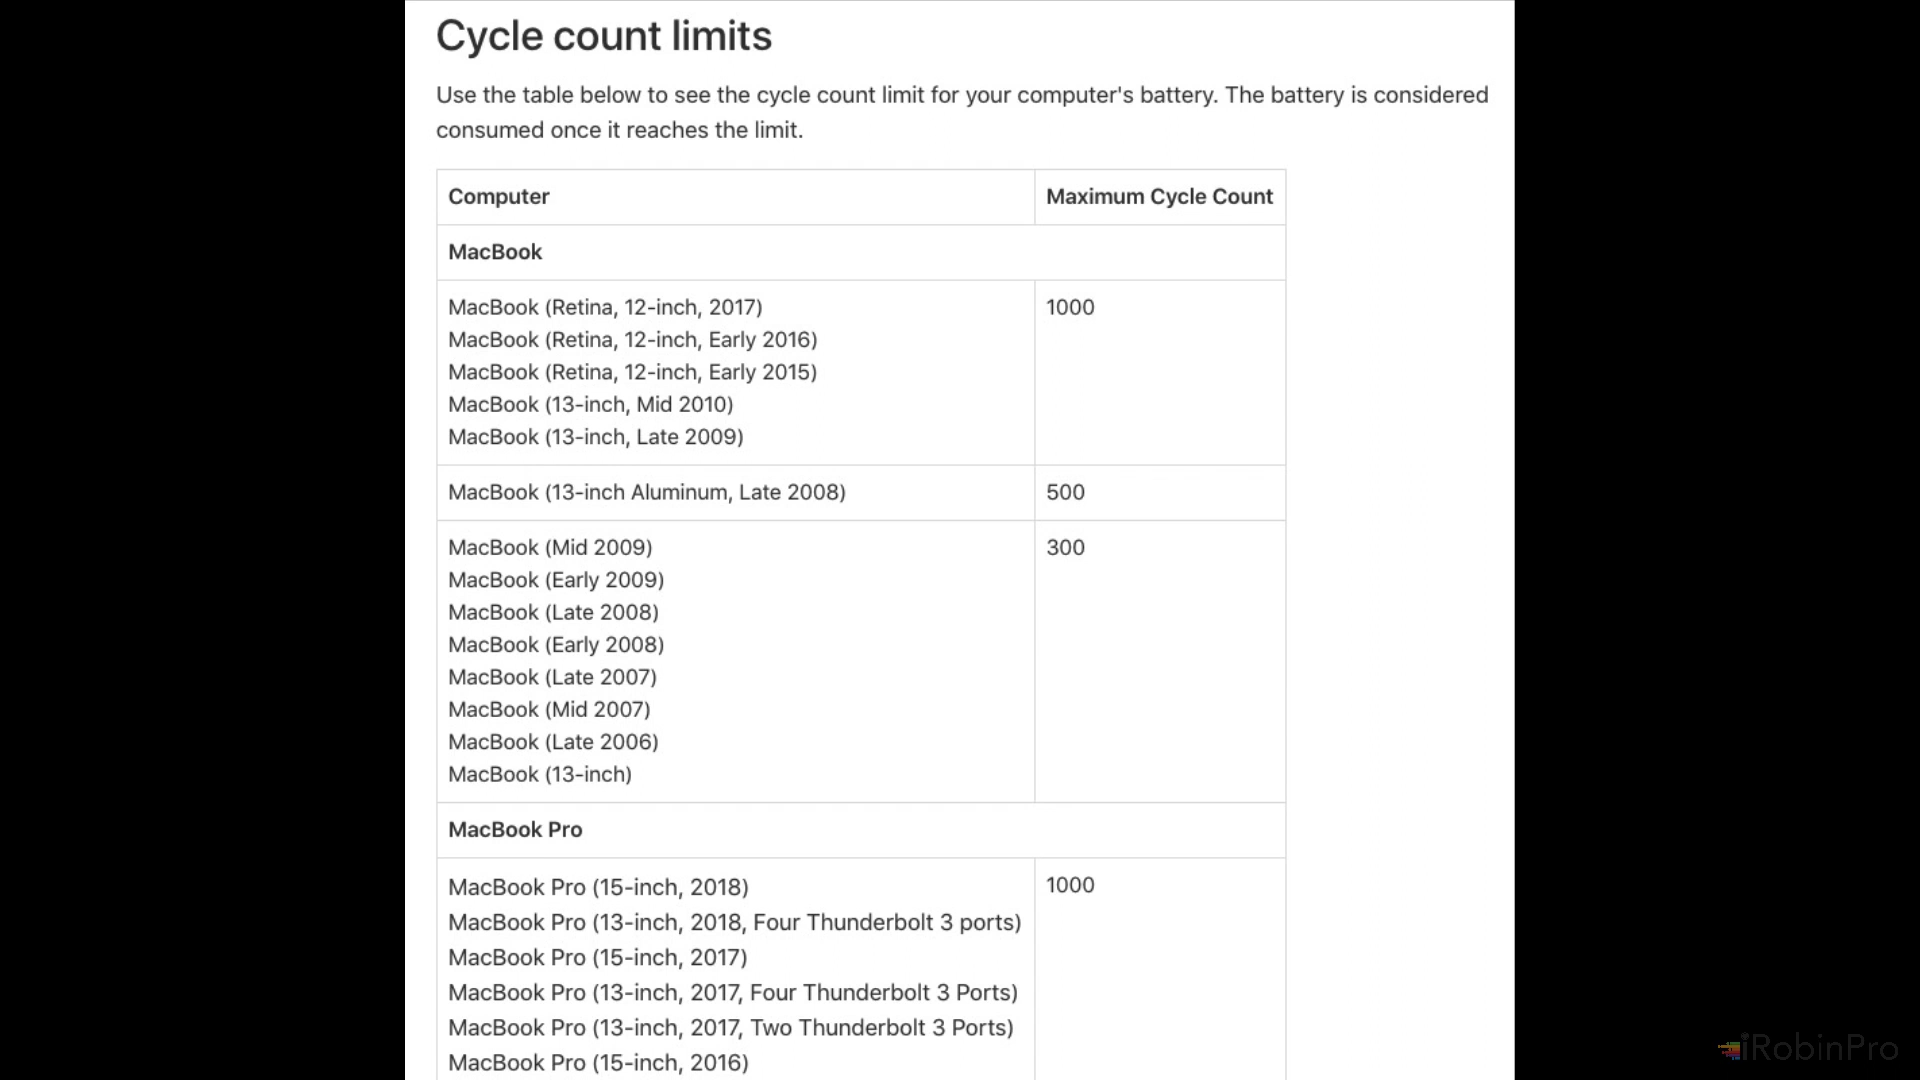 Cycle count limits
Use the table below to see the cycle count limit for your computer's battery. The battery is considered
consumed once it reaches the limit.
Computer Maximum Cycle Count
MacBook
MacBook (Retina, 12-inch, 2017) 1000
MacBook (Retina, 12-inch, Early 2016)
MacBook (Retina, 12-inch, Early 2015)
MacBook (13-inch, Mid 2010)
MacBook (13-inch, Late 2009)
MacBook (13-inch Aluminum, Late 2008) 500
MacBook (Mid 2009) 300
MacBook (Early 2009)
MacBook (Late 2008)
MacBook (Early 2008)
MacBook (Late 2007)
MacBook (Mid 2007)
MacBook (Late 2006)
MacBook (13-inch)
MacBook Pro
MacBook Pro (15-inch, 2018) 1000
MacBook Pro (13-inch, 2018, Four Thunderbolt 3 ports)
MacBook Pro (15-inch, 2017)
MacBook Pro (13-inch, 2017, Four Thunderbolt 3 Ports)
MacBook Pro (13-inch, 2017, Two Thunderbolt 3 Ports)
MacBook Pro (15-inch, 2016)
iRobinPro